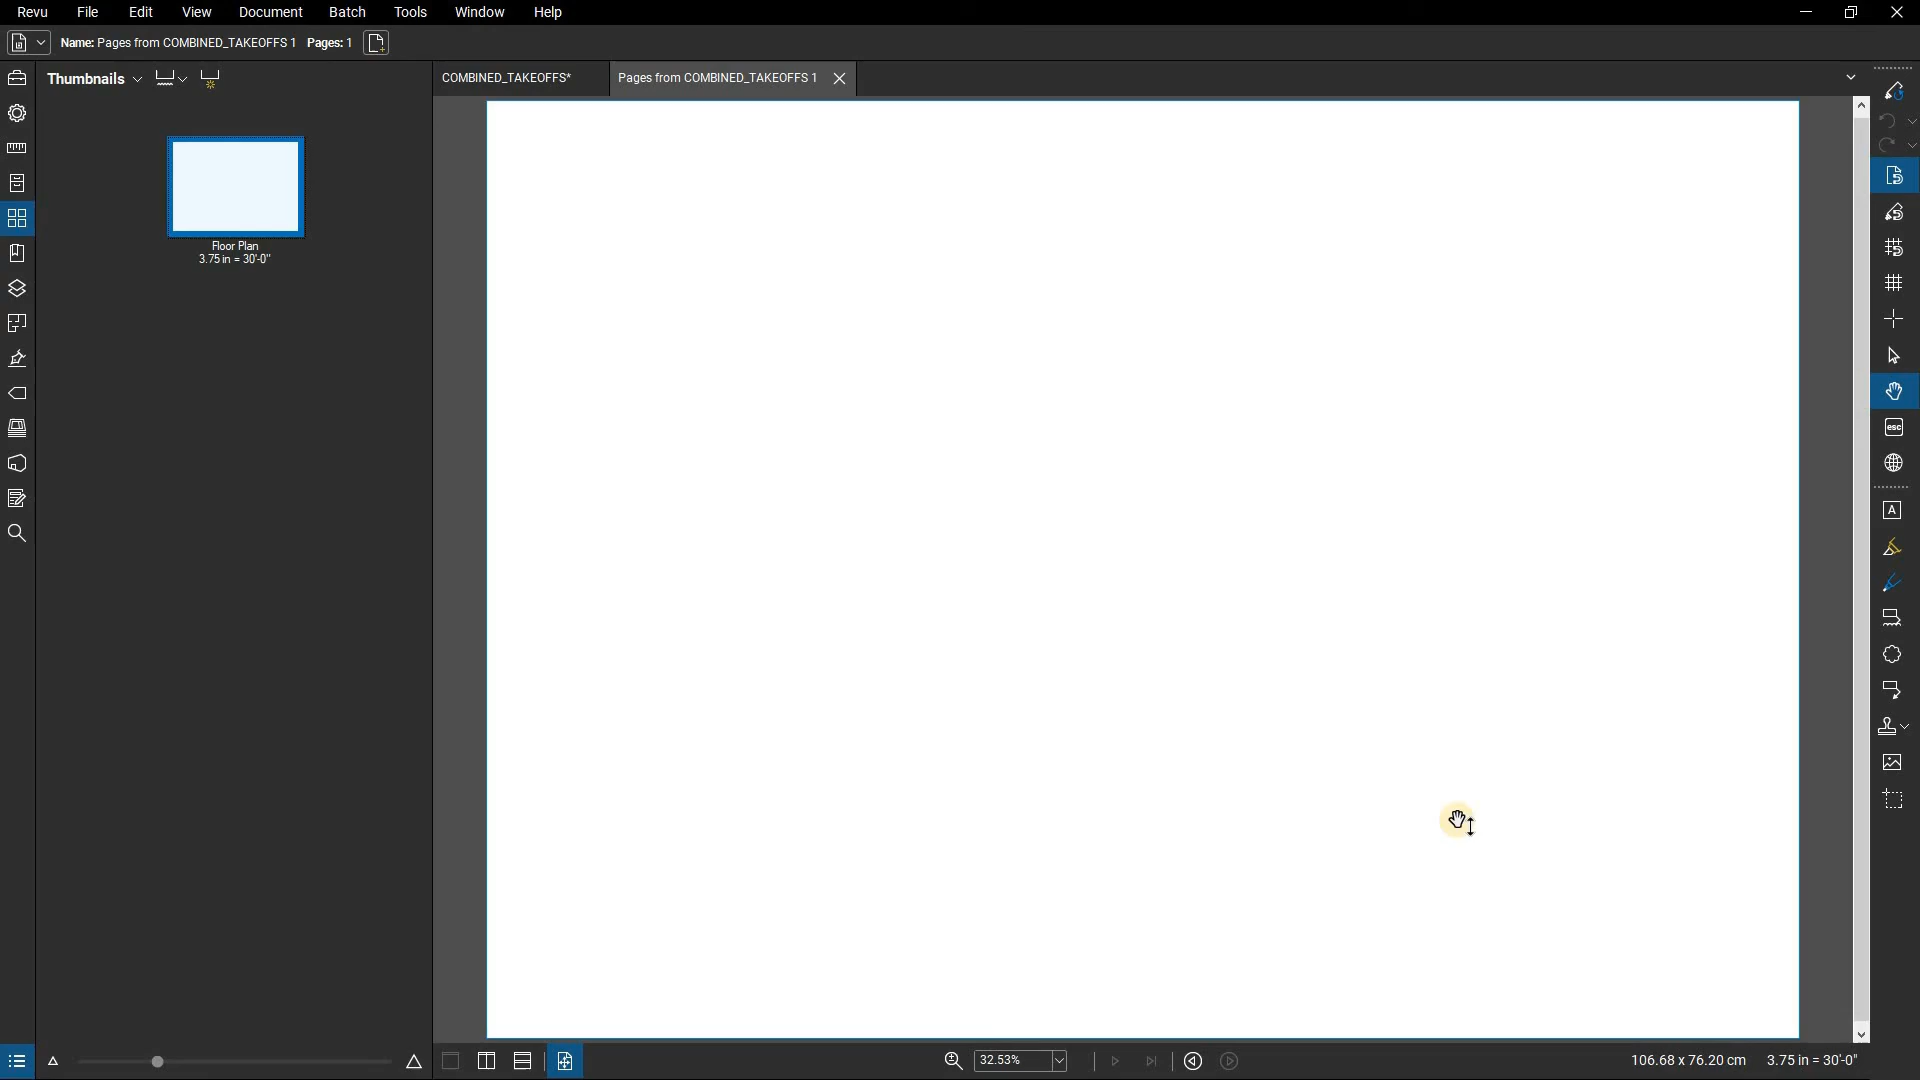 Revu File Edit View Document Batch Tools Window Help
Name: Pages from COMBINED_TAKEOFFS 1 Pages: 1
Thumbnails
COMBINED_TAKEOFFS* Pages from COMBINED_TAKEOFFS 1
Floor Plan
3.75 in = 30'-0"
esc
A
32.53% 106.68 x 76.20 cm 3.75 in = 30'-0"